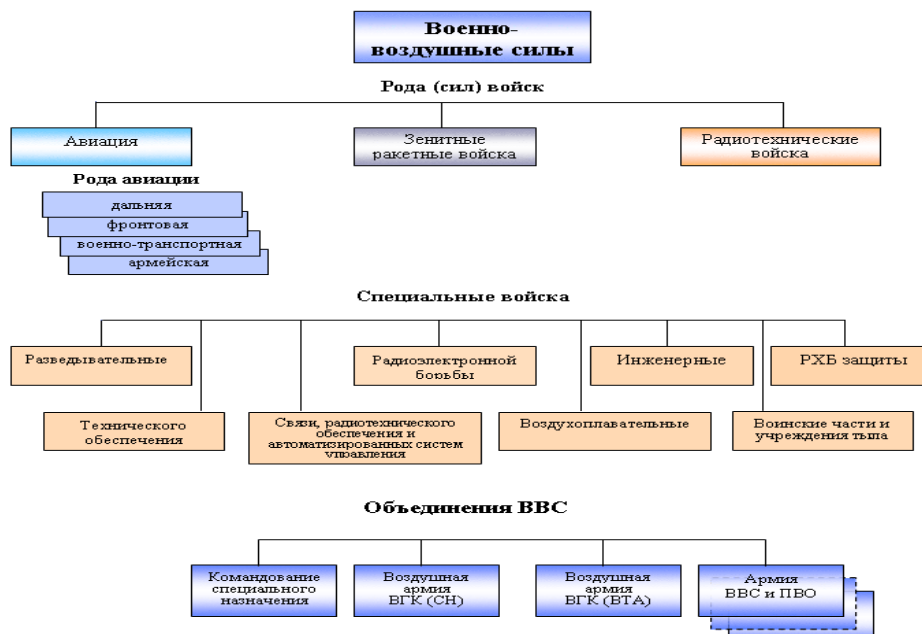 Военно-
воздушные силы
Рода (сил) войск
Авиация
Зенитные
ракетные войска
Радиотехнические
войска
Рода авиации
дальняя
фронтовая
военно-транспортная
армейская
Специальные войска
Разведывательные
Радиоэлектронной
борьбы
Инженерные
РХБ защиты
Технического
обеспечения
Связи, радиотехнического
обеспечения и
автоматизированных систем
управления
Воздухоплавательные
Воинские части и
учреждения тыла
Объединения ВВС
Командование
специального
назначения
Воздушная
армия
ВГК (СН)
Воздушная
армия
ВГК (ВТА)
Армия
ВВС и ПВО